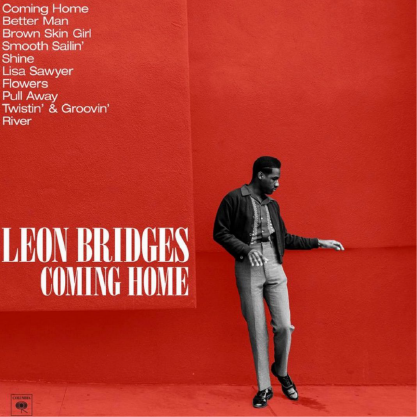 Coming Home
Better Man
Brown Skin Girl
Smooth Sailin'
Shine
Lisa Sawyer
Flowers
Pull Away
Twistin' & Groovin'
River
LEON BRIDGES
COMING HOME